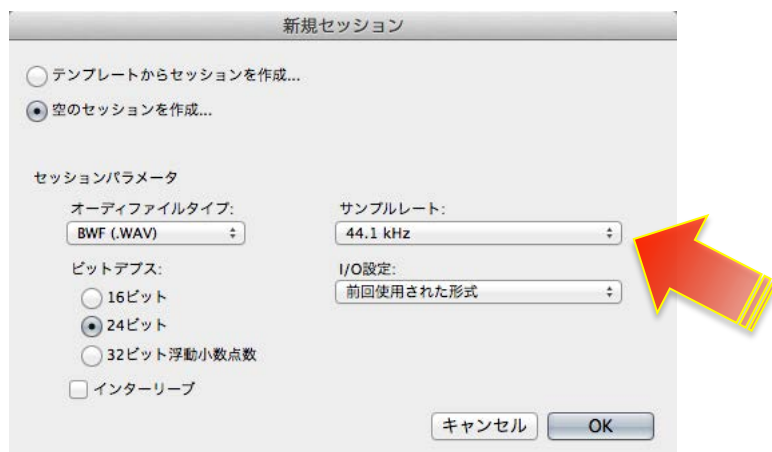 新規セッション
テンプレートからセッションを作成...
空のセッションを作成...
セッションパラメータ
オーディファイルタイプ:
BWF (.WAV)
サンプルレート:
44.1 kHz
ビットデプス:
16ビット
24ビット
32ビット浮動小数点数
I/O設定:
前回使用された形式
インターリーブ
キャンセル
OK